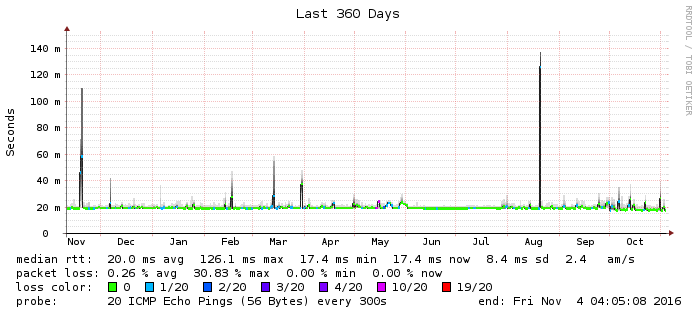 Last 360 Days
RRDTOOL / TOBI OETIKER
Seconds
140 m
120 m
100 m
80 m
60 m
40 m
20 m
0
Nov Dec Jan Feb Mar Apr May Jun Jul Aug Sep Oct
median rtt: 20.0 ms avg 126.1 ms max 17.4 ms min 17.4 ms now 8.4 ms sd 2.4 am/s
packet loss: 0.26 % avg 30.83 % max 0.00 % min 0.00 % now
loss color: 0 1/20 2/20 3/20 4/20 10/20 19/20
probe: 20 ICMP Echo Pings (56 Bytes) every 300s end: Fri Nov 4 04:05:08 2016